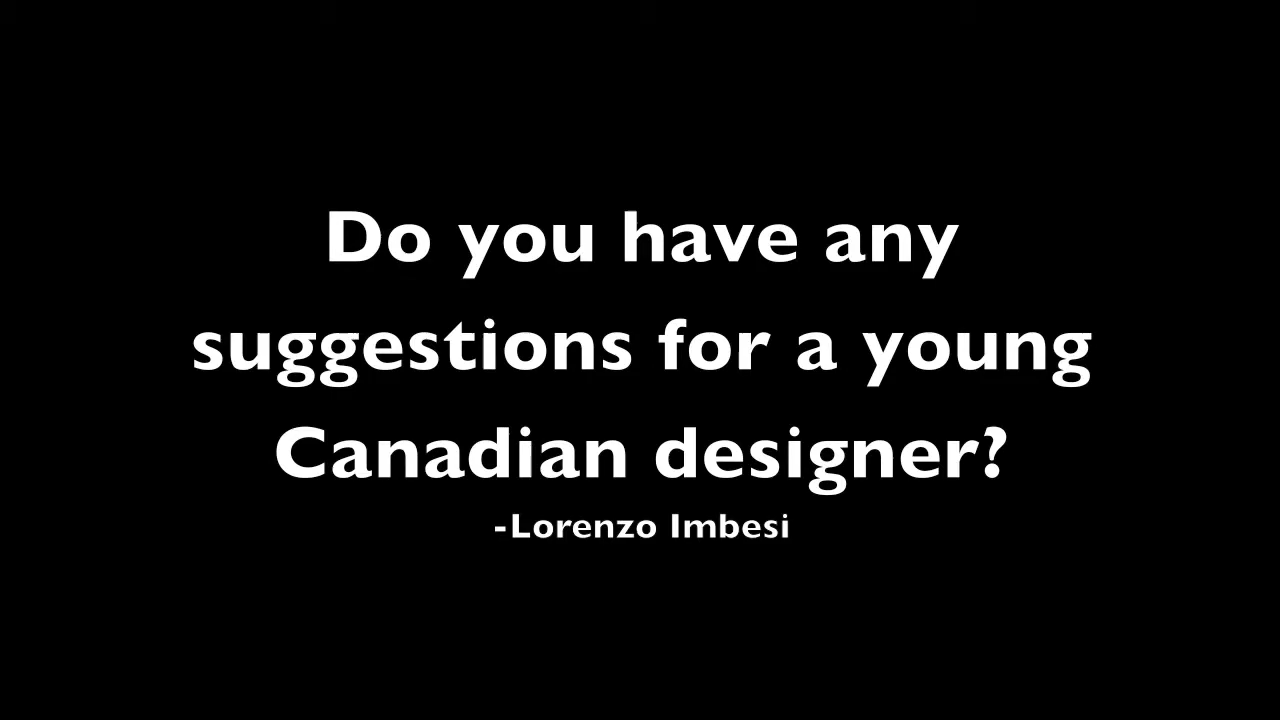 Do you have any
suggestions for a young
Canadian designer?
-Lorenzo Imbesi